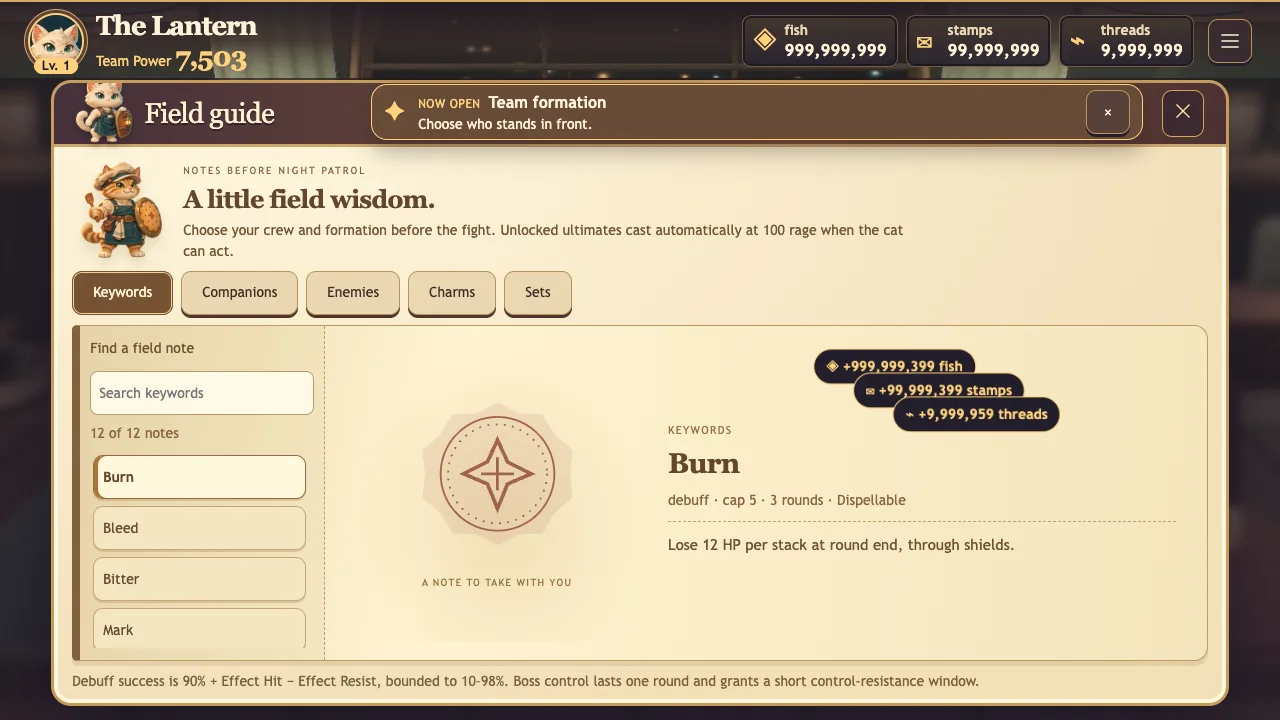 The Lantern
Lv. 1
Team Power 7,503
fish
999,999,999
stamps
99,999,999
threads
9,999,999
Field guide
NOW OPEN Team formation
Choose who stands in front.
×
NOTES BEFORE NIGHT PATROL
A little field wisdom.
Choose your crew and formation before the fight. Unlocked ultimates cast automatically at 100 rage when the cat
can act.
Keywords
Companions
Enemies
Charms
Sets
Find a field note
Search keywords
12 of 12 notes
Burn
Bleed
Bitter
Mark
A NOTE TO TAKE WITH YOU
+999,999,399 fish
+99,999,399 stamps
+9,999,959 threads
KEYWORDS
Burn
debuff · cap 5 · 3 rounds · Dispellable
Lose 12 HP per stack at round end, through shields.
Debuff success is 90% + Effect Hit − Effect Resist, bounded to 10–98%. Boss control lasts one round and grants a short control-resistance window.